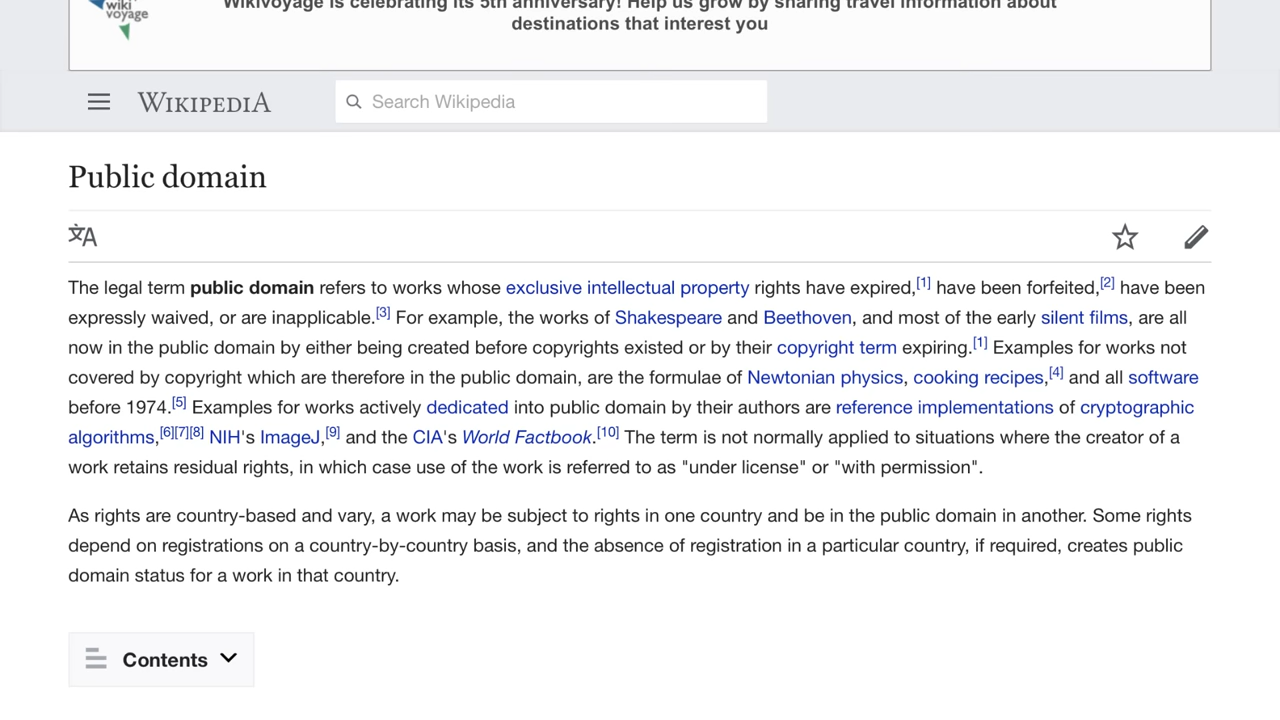 wiki
voyage
Wikivoyage is celebrating its 5th anniversary! Help us grow by sharing travel information about
destinations that interest you
WIKIPEDIA
Search Wikipedia
Public domain
文A
The legal term public domain refers to works whose exclusive intellectual property rights have expired,[1] have been forfeited,[2] have been
expressly waived, or are inapplicable.[3] For example, the works of Shakespeare and Beethoven, and most of the early silent films, are all
now in the public domain by either being created before copyrights existed or by their copyright term expiring.[1] Examples for works not
covered by copyright which are therefore in the public domain, are the formulae of Newtonian physics, cooking recipes,[4] and all software
before 1974.[5] Examples for works actively dedicated into public domain by their authors are reference implementations of cryptographic
algorithms,[6][7][8] NIH's ImageJ,[9] and the CIA's World Factbook.[10] The term is not normally applied to situations where the creator of a
work retains residual rights, in which case use of the work is referred to as "under license" or "with permission".
As rights are country-based and vary, a work may be subject to rights in one country and be in the public domain in another. Some rights
depend on registrations on a country-by-country basis, and the absence of registration in a particular country, if required, creates public
domain status for a work in that country.
Contents